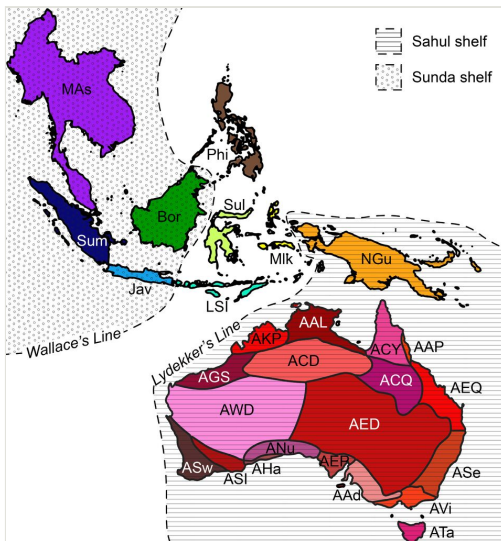 Sahul shelf
Sunda shelf
MAs
Phi
Bor
Sul
Sum
Mlk
NGu
Jav
LSI
Wallace's Line
Lydekker's Line
AAL
AKP
ACY
AAP
ACD
AGS
ACQ
AEQ
AWD
AED
ANu
ASw
ASI
AHa
AEP
AAd
ASe
AVi
ATa